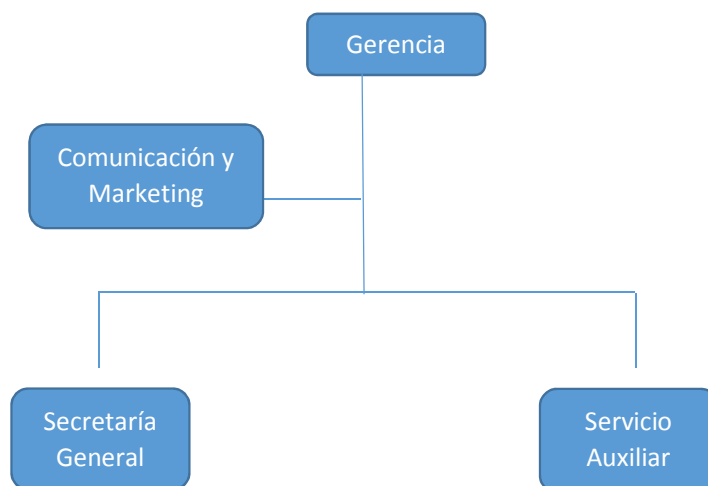 Gerencia
Comunicación y
Marketing
Secretaría
General
Servicio
Auxiliar